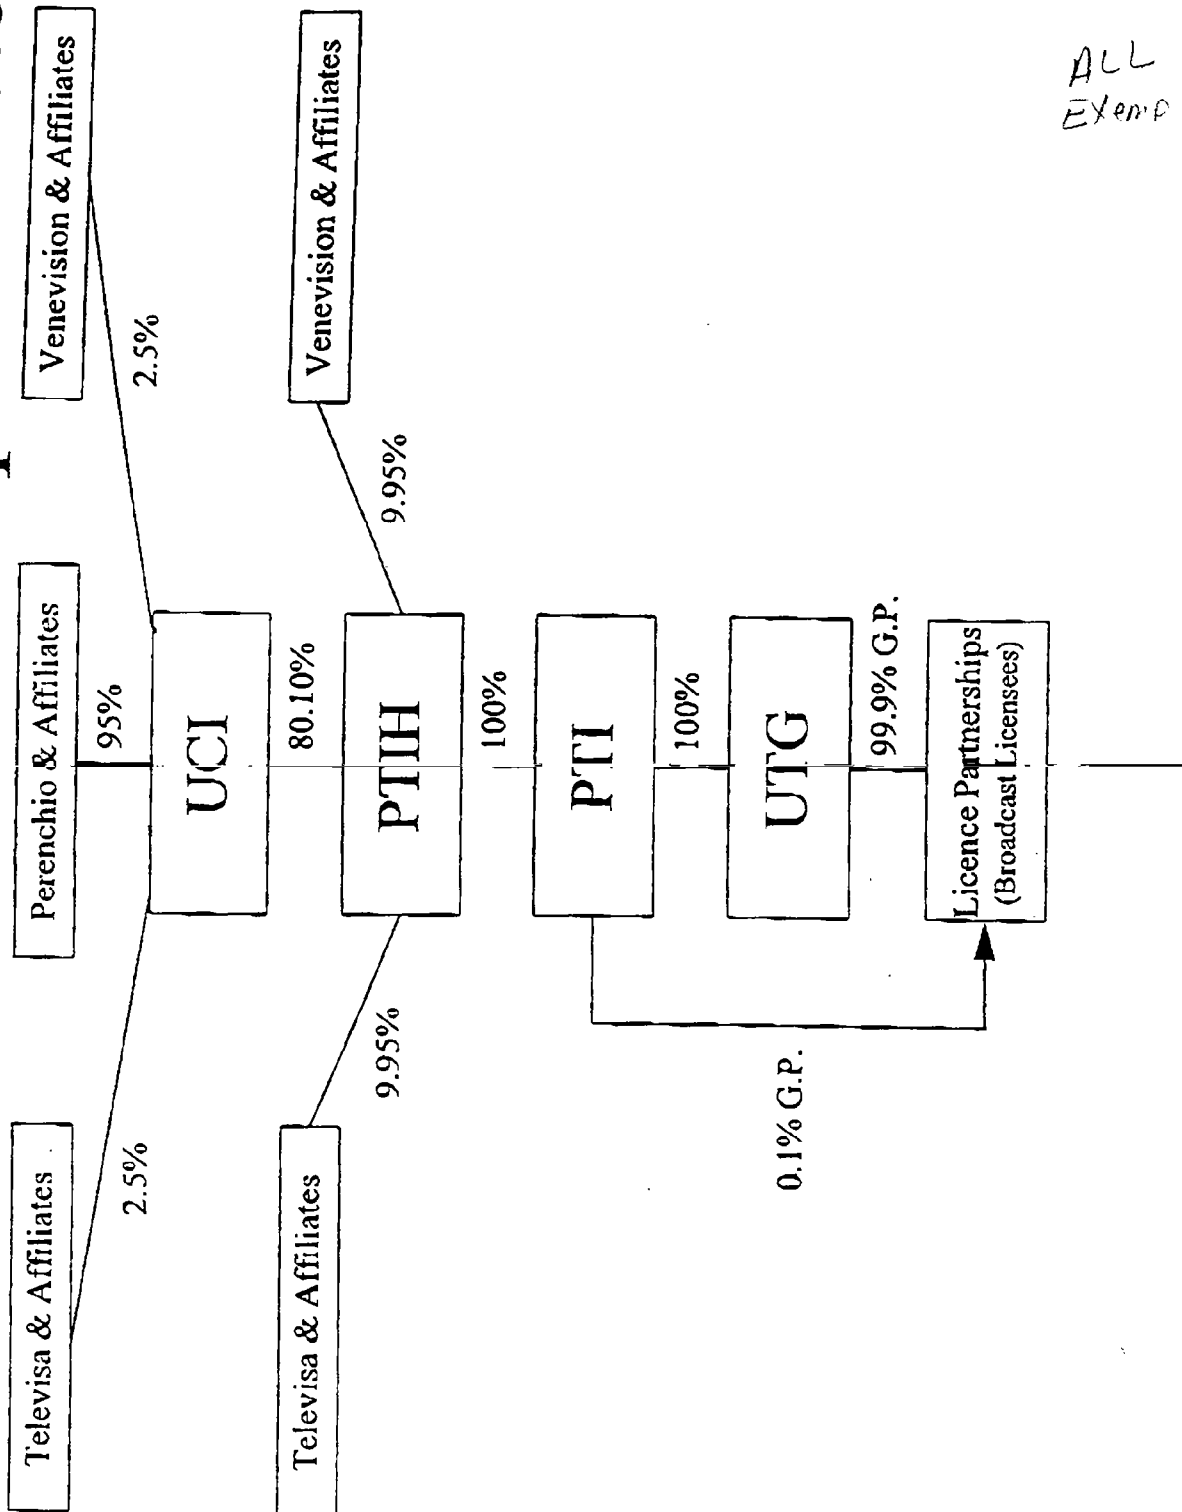 Televisa & Affiliates
Perenchio & Affiliates
Venevision & Affiliates
2.5%
95%
2.5%
UCI
80.10%
Televisa & Affiliates
Venevision & Affiliates
9.95%
PTIH
9.95%
100%
PTI
100%
UTG
0.1% G.P.
99.9% G.P.
Licence Partnerships
(Broadcast Licensees)
ALL